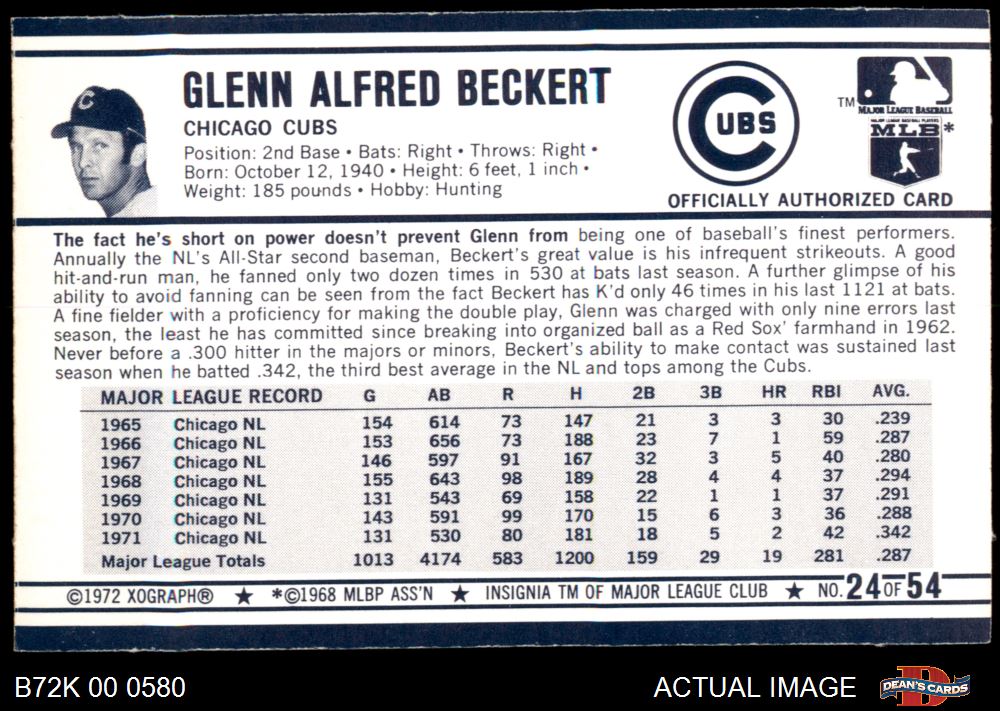 GLENN ALFRED BECKERT
CHICAGO CUBS
Position: 2nd Base • Bats: Right • Throws: Right •
Born: October 12, 1940 • Height: 6 feet, 1 inch •
Weight: 185 pounds • Hobby: Hunting
C
CUBS
TM
MAJOR LEAGUE BASEBALL
MAJOR LEAGUE BASEBALL PLAYERS
MLB*
OFFICIALLY AUTHORIZED CARD
The fact he's short on power doesn't prevent Glenn from being one of baseball's finest performers.
Annually the NL's All-Star second baseman, Beckert's great value is his infrequent strikeouts. A good
hit-and-run man, he fanned only two dozen times in 530 at bats last season. A further glimpse of his
ability to avoid fanning can be seen from the fact Beckert has K'd only 46 times in his last 1121 at bats.
A fine fielder with a proficiency for making the double play, Glenn was charged with only nine errors last
season, the least he has committed since breaking into organized ball as a Red Sox' farmhand in 1962.
Never before a .300 hitter in the majors or minors, Beckert's ability to make contact was sustained last
season when he batted .342, the third best average in the NL and tops among the Cubs.
MAJOR LEAGUE RECORD G AB R H 2B 3B HR RBI AVG.
1965 Chicago NL 154 614 73 147 21 3 3 30 .239
1966 Chicago NL 153 656 73 188 23 7 1 59 .287
1967 Chicago NL 146 597 91 167 32 3 5 40 .280
1968 Chicago NL 155 643 98 189 28 4 4 37 .294
1969 Chicago NL 131 543 69 158 22 1 1 37 .291
1970 Chicago NL 143 591 99 170 15 6 3 36 .288
1971 Chicago NL 131 530 80 181 18 5 2 42 .342
Major League Totals 1013 4174 583 1200 159 29 19 281 .287
©1972 XOGRAPH® ★ *©1968 MLBP ASS'N ★ INSIGNIA TM OF MAJOR LEAGUE CLUB ★ NO. 24 OF 54
B72K 00 0580
ACTUAL IMAGE
D
DEAN'S CARDS